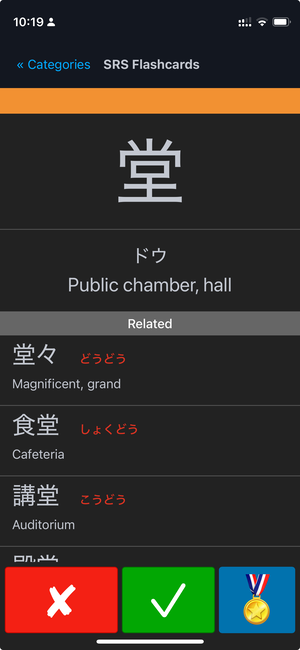 10:19
« Categories SRS Flashcards
堂
ドウ
Public chamber, hall
Related
堂々 どうどう
Magnificent, grand
食堂 しょくどう
Cafeteria
講堂 こうどう
Auditorium